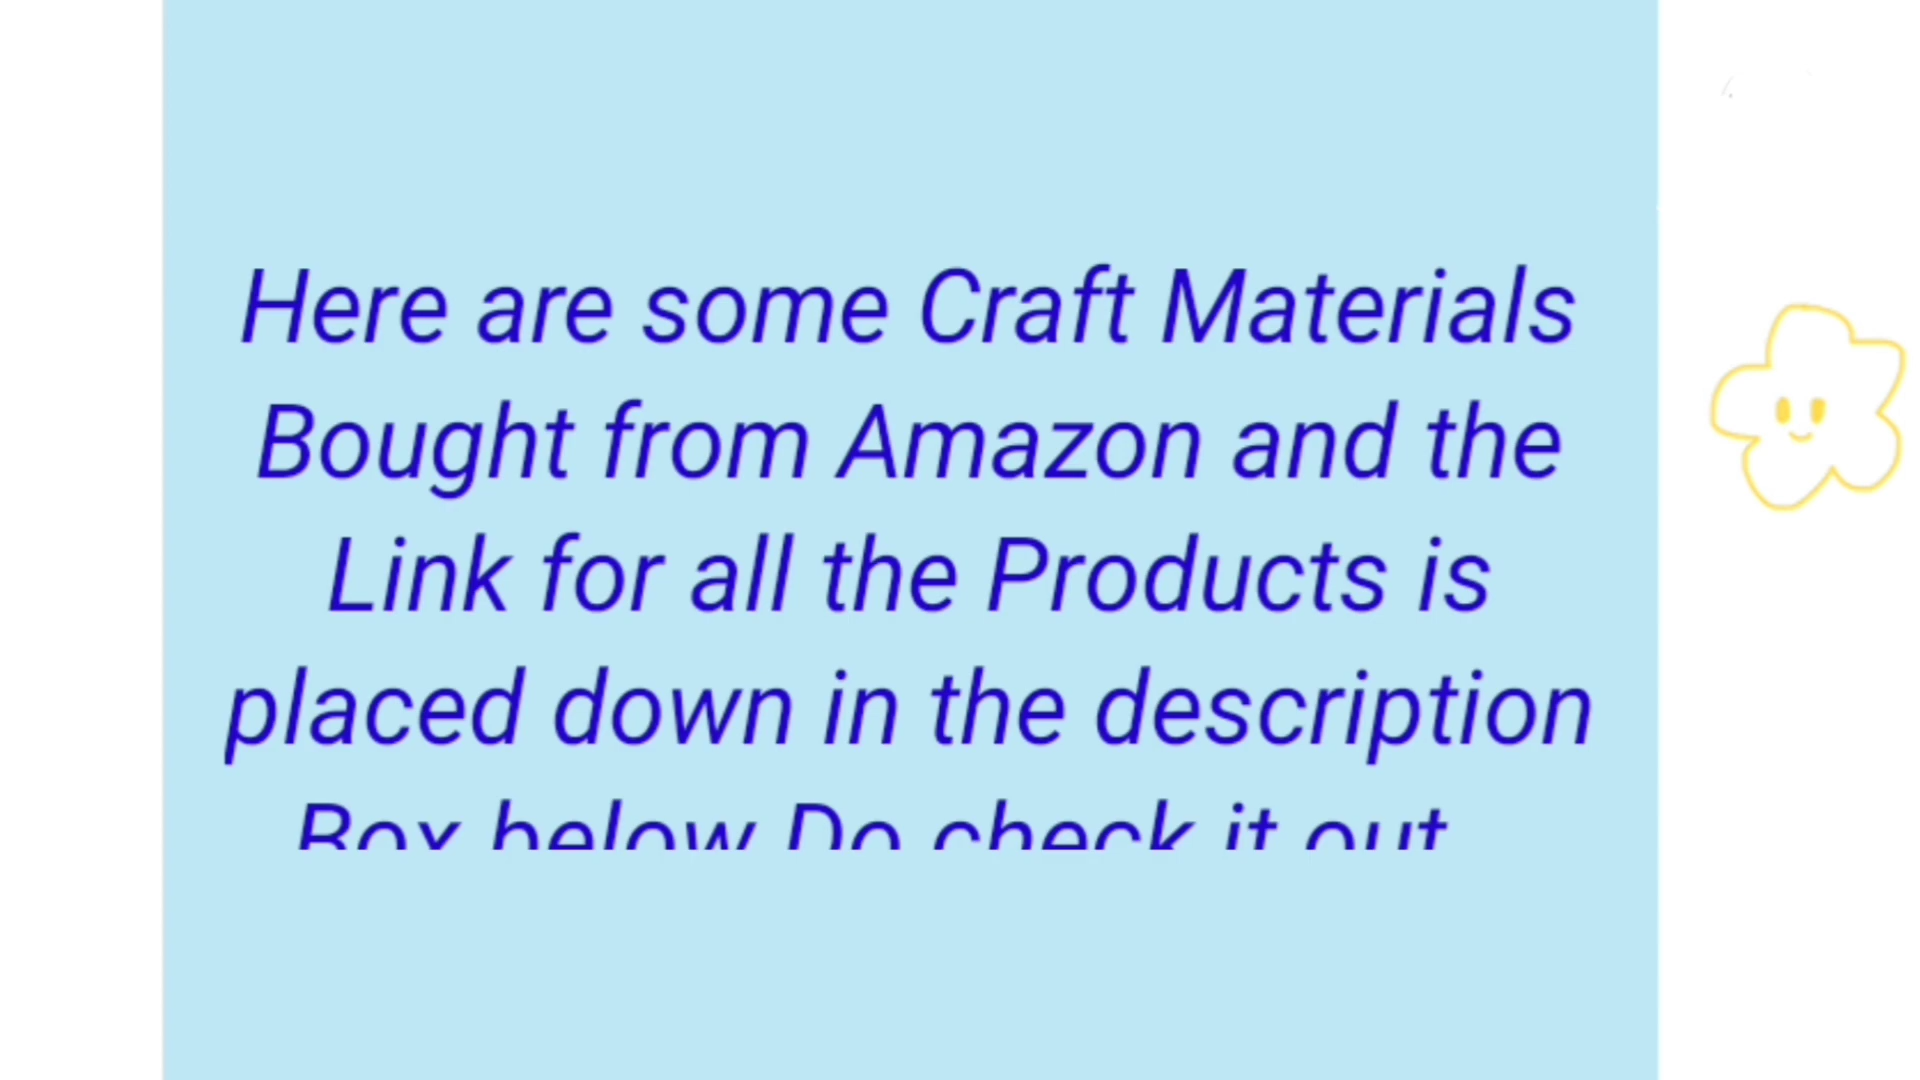 Here are some Craft Materials
Bought from Amazon and the
Link for all the Products is
placed down in the description
Box below Do check it out